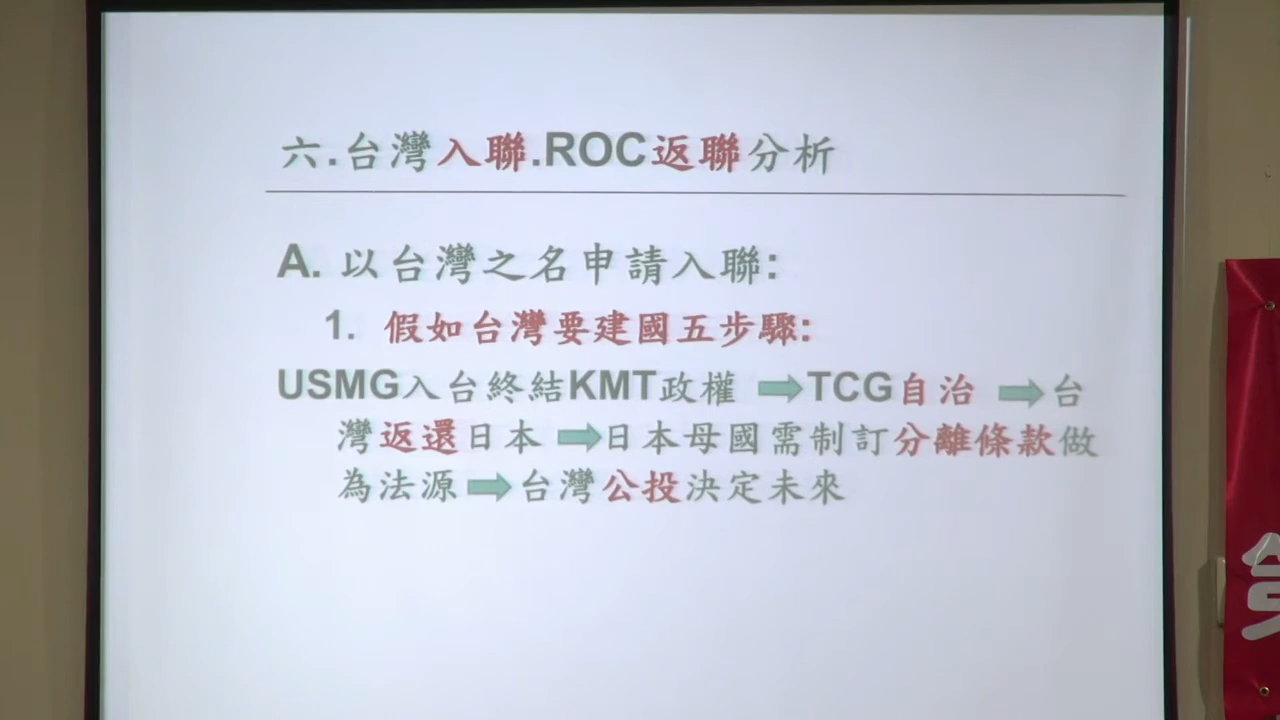 六.台灣入聯.ROC返聯分析
A. 以台灣之名申請入聯:
1. 假如台灣要建國五步驟:
USMG入台終結KMT政權 ➡TCG自治 ➡台
灣返還日本 ➡日本母國需制訂分離條款做
為法源➡台灣公投決定未來